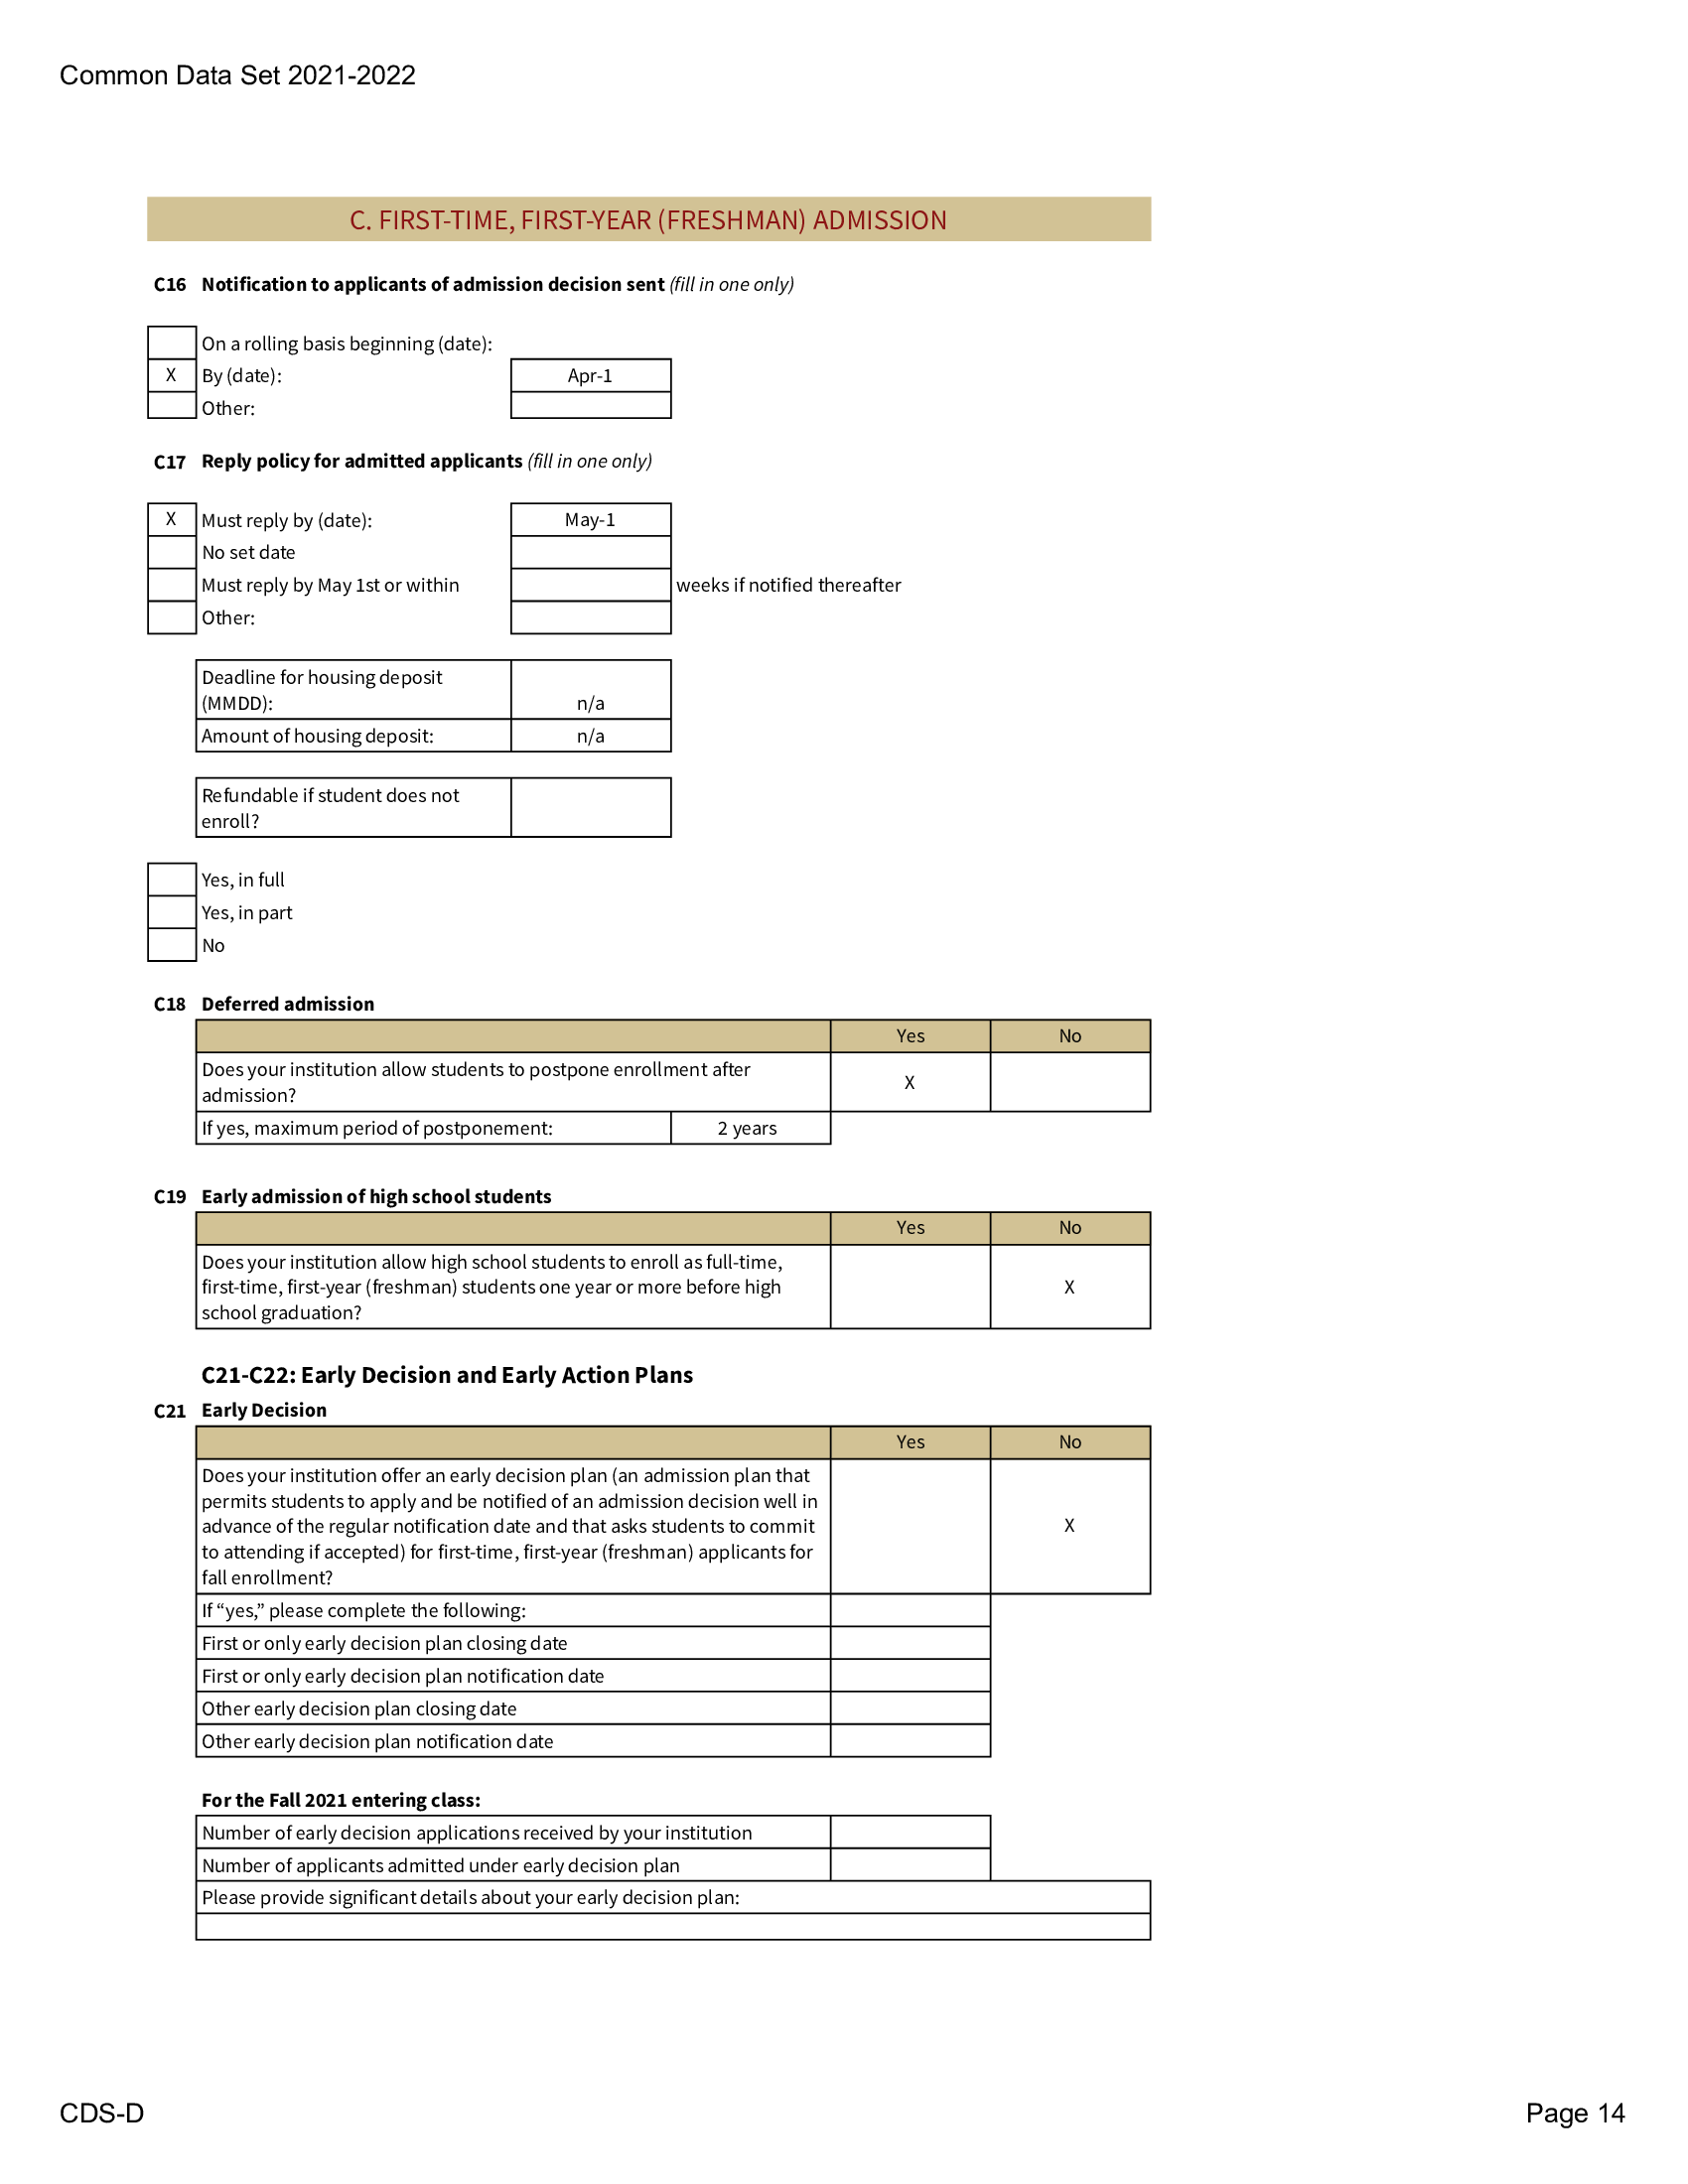 Common Data Set 2021-2022
C. FIRST-TIME, FIRST-YEAR (FRESHMAN) ADMISSION
C16 Notification to applicants of admission decision sent (fill in one only)
On a rolling basis beginning (date):
X By (date): Apr-1
Other:
C17 Reply policy for admitted applicants (fill in one only)
X Must reply by (date): May-1
No set date
Must reply by May 1st or within weeks if notified thereafter
Other:
Deadline for housing deposit
(MMDD): n/a
Amount of housing deposit: n/a
Refundable if student does not
enroll?
Yes, in full
Yes, in part
No
C18 Deferred admission
Yes No
Does your institution allow students to postpone enrollment after
admission? X
If yes, maximum period of postponement: 2 years
C19 Early admission of high school students
Yes No
Does your institution allow high school students to enroll as full-time,
first-time, first-year (freshman) students one year or more before high X
school graduation?
C21-C22: Early Decision and Early Action Plans
C21 Early Decision
Yes No
Does your institution offer an early decision plan (an admission plan that
permits students to apply and be notified of an admission decision well in
advance of the regular notification date and that asks students to commit X
to attending if accepted) for first-time, first-year (freshman) applicants for
fall enrollment?
If “yes,” please complete the following:
First or only early decision plan closing date
First or only early decision plan notification date
Other early decision plan closing date
Other early decision plan notification date
For the Fall 2021 entering class:
Number of early decision applications received by your institution
Number of applicants admitted under early decision plan
Please provide significant details about your early decision plan:
CDS-D Page 14